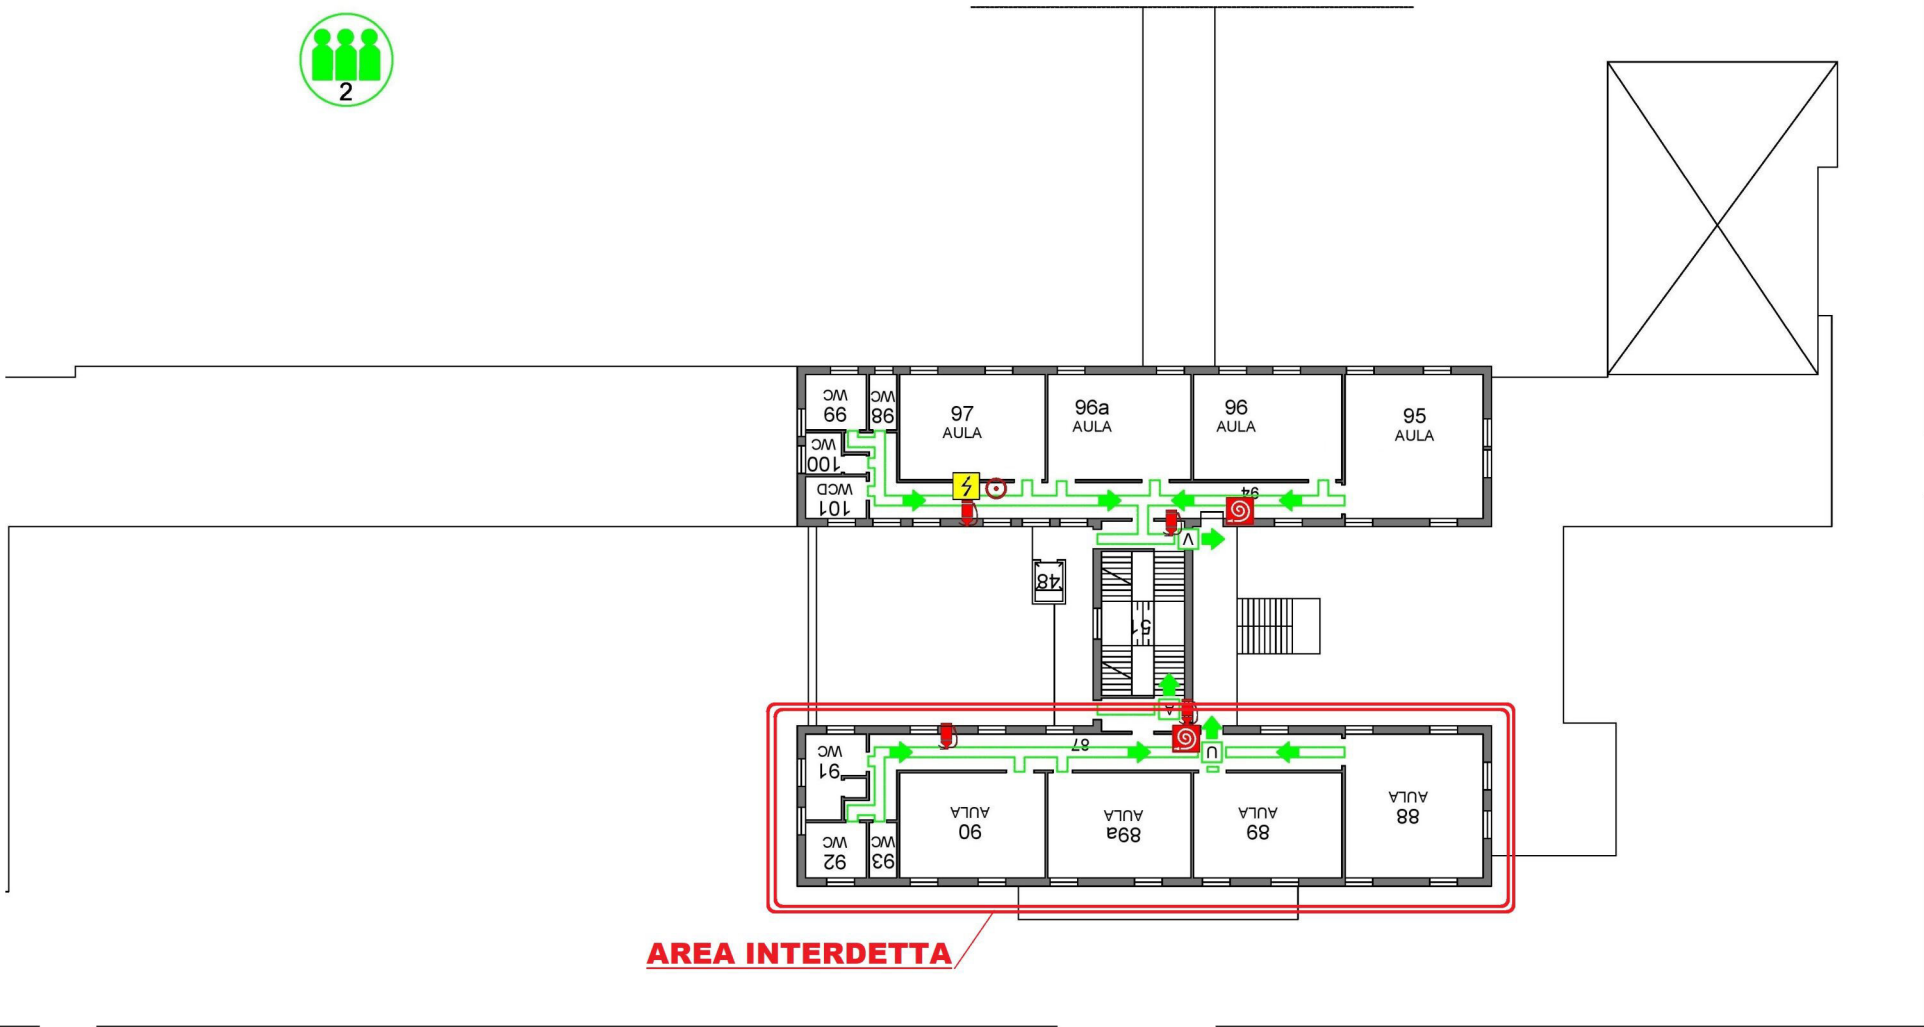 2
WC
99
WC
98
97
AULA
96a
AULA
96
AULA
95
AULA
WC
100
WCD
101
94
V
48
51
A
87
U
WC
91
AULA
90
AULA
89a
AULA
89
AULA
88
WC
92
WC
93
AREA INTERDETTA